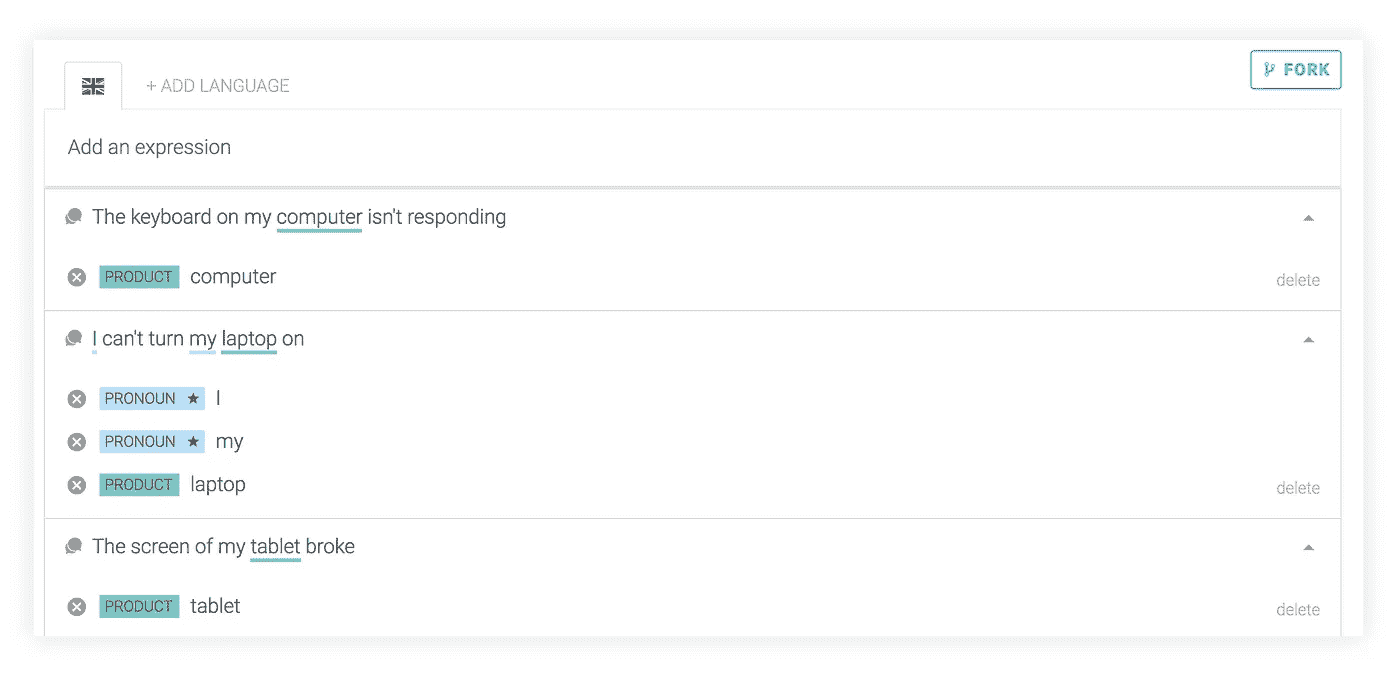 + ADD LANGUAGE
FORK
Add an expression
The keyboard on my computer isn't responding
PRODUCT computer
delete
I can't turn my laptop on
PRONOUN ★ I
PRONOUN ★ my
PRODUCT laptop
delete
The screen of my tablet broke
PRODUCT tablet
delete